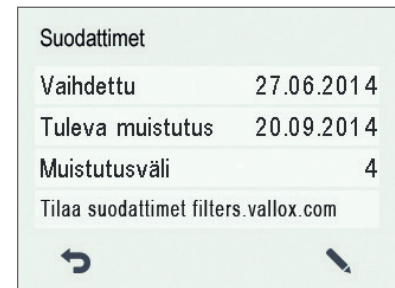 Suodattimet
Vaihdettu 27.06.2014
Tuleva muistutus 20.09.2014
Muistutusväli 4
Tilaa suodattimet filters.vallox.com